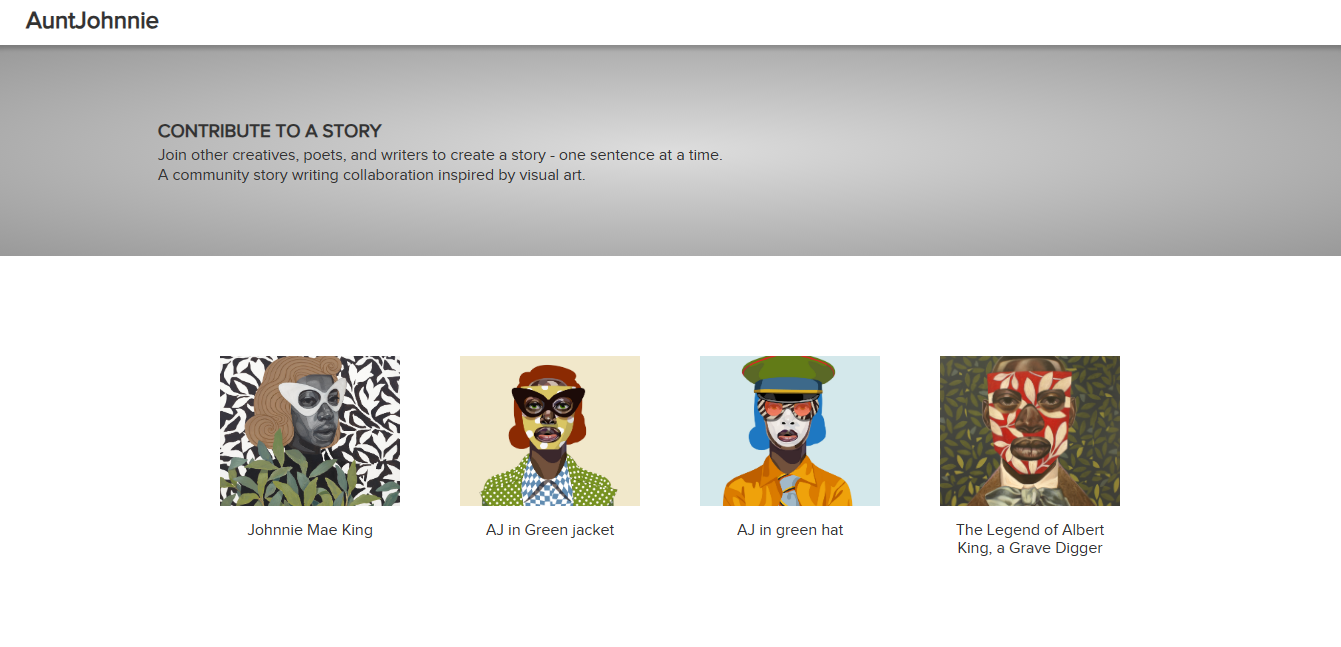 AuntJohnnie
CONTRIBUTE TO A STORY
Join other creatives, poets, and writers to create a story - one sentence at a time.
A community story writing collaboration inspired by visual art.
Johnnie Mae King
AJ in Green jacket
AJ in green hat
The Legend of Albert
King, a Grave Digger